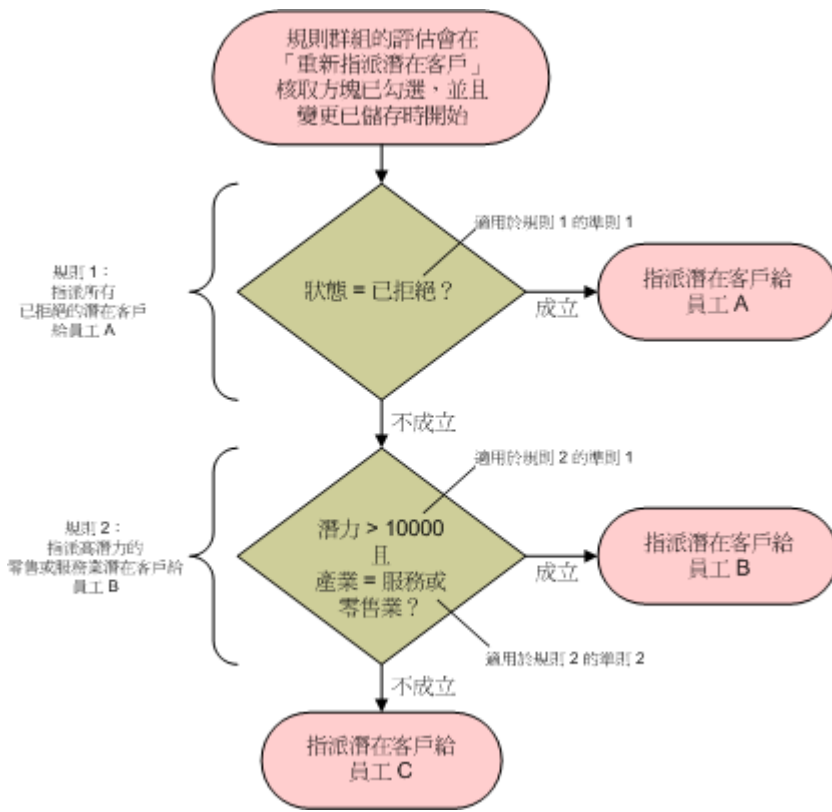 規則群組的評估會在
「重新指派潛在客戶」
核取方塊已勾選，並且
變更已儲存時開始
適用於規則 1 的準則 1
規則 1：
指派所有
已拒絕的潛在客戶
給員工 A
狀態 = 已拒絕？
成立
指派潛在客戶給
員工 A
不成立
適用於規則 2 的準則 1
規則 2：
指派高潛力的
零售或服務業潛在客戶給
員工 B
潛力 > 10000
且
產業 = 服務或
零售業？
成立
指派潛在客戶給
員工 B
適用於規則 2 的準則 2
不成立
指派潛在客戶給
員工 C